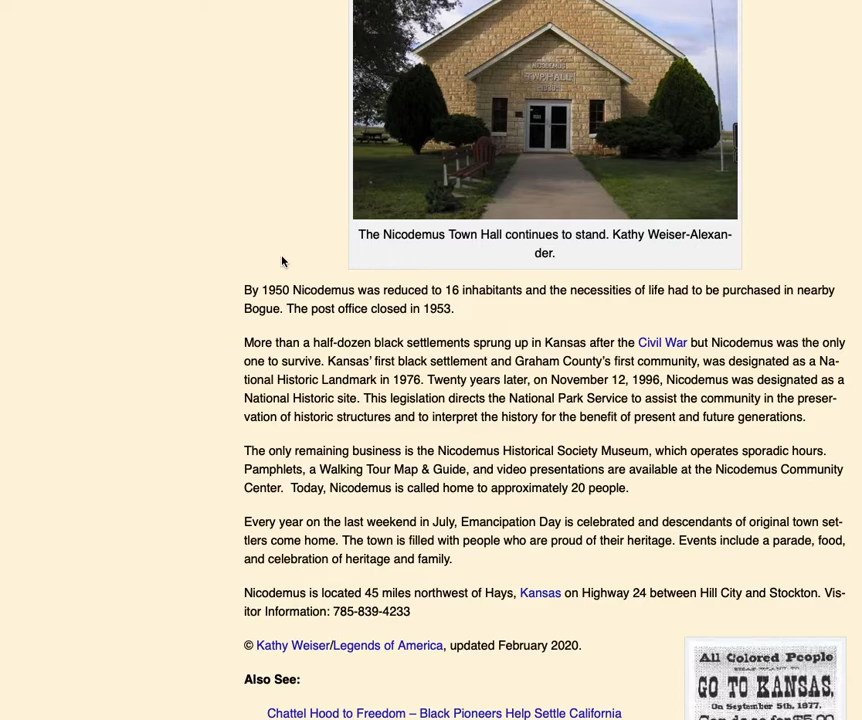 NICODEMUS
TWP HALL
The Nicodemus Town Hall continues to stand. Kathy Weiser-Alexan-
der.
By 1950 Nicodemus was reduced to 16 inhabitants and the necessities of life had to be purchased in nearby
Bogue. The post office closed in 1953.
More than a half-dozen black settlements sprung up in Kansas after the Civil War but Nicodemus was the only
one to survive. Kansas’ first black settlement and Graham County’s first community, was designated as a Na-
tional Historic Landmark in 1976. Twenty years later, on November 12, 1996, Nicodemus was designated as a
National Historic site. This legislation directs the National Park Service to assist the community in the preser-
vation of historic structures and to interpret the history for the benefit of present and future generations.
The only remaining business is the Nicodemus Historical Society Museum, which operates sporadic hours.
Pamphlets, a Walking Tour Map & Guide, and video presentations are available at the Nicodemus Community
Center.  Today, Nicodemus is called home to approximately 20 people.
Every year on the last weekend in July, Emancipation Day is celebrated and descendants of original town set-
tlers come home. The town is filled with people who are proud of their heritage. Events include a parade, food,
and celebration of heritage and family.
Nicodemus is located 45 miles northwest of Hays, Kansas on Highway 24 between Hill City and Stockton. Vis-
itor Information: 785-839-4233
© Kathy Weiser/Legends of America, updated February 2020.
Also See:
Chattel Hood to Freedom – Black Pioneers Help Settle California
All Colored People
THAT WANT TO
GO TO KANSAS,
On September 5th, 1877,
Can do so for $5.00